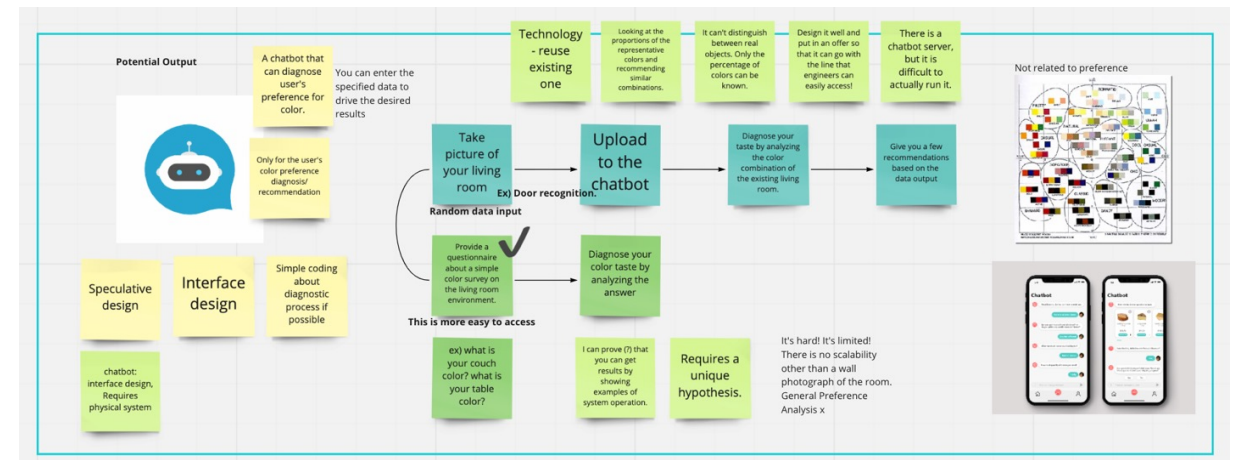 Potential Output
A chatbot that
can diagnose
user's
preference for
color.
You can enter the
specified data to
drive the desired
results
Only for the user's
color preference
diagnosis/
recommendation
Technology
- reuse
existing
one
Looking at the
proportions of the
representative
colors and
recommending
similar
combinations.
It can't distinguish
between real
objects. Only the
percentage of
colors can be
known.
Design it well and
put in an offer so
that it can go with
the line that
engineers can
easily access!
There is a
chatbot server,
but it is
difficult to
actually run it.
Not related to preference
Take
picture of
your living
room
Upload
to the
chatbot
Ex) Door recognition.
Diagnose your
taste by analyzing
the color
combination of
the existing living
room.
Give you a few
recommendations
based on the
data output
Random data input
Provide a
questionnaire
about a simple
color survey on
the living room
environment.
Diagnose your
color taste by
analyzing the
answer
This is more easy to access
Speculative
design
Interface
design
Simple coding
about
diagnostic
process if
possible
chatbot:
interface design,
Requires
physical system
ex) what is
your couch
color? what is
your table
color?
I can prove (?) that
you can get
results by
showing
examples of
system operation.
Requires a
unique
hypothesis.
It's hard! It's limited!
There is no scalability
other than a wall
photograph of the room.
General Preference
Analysis x
Chatbot
Chatbot